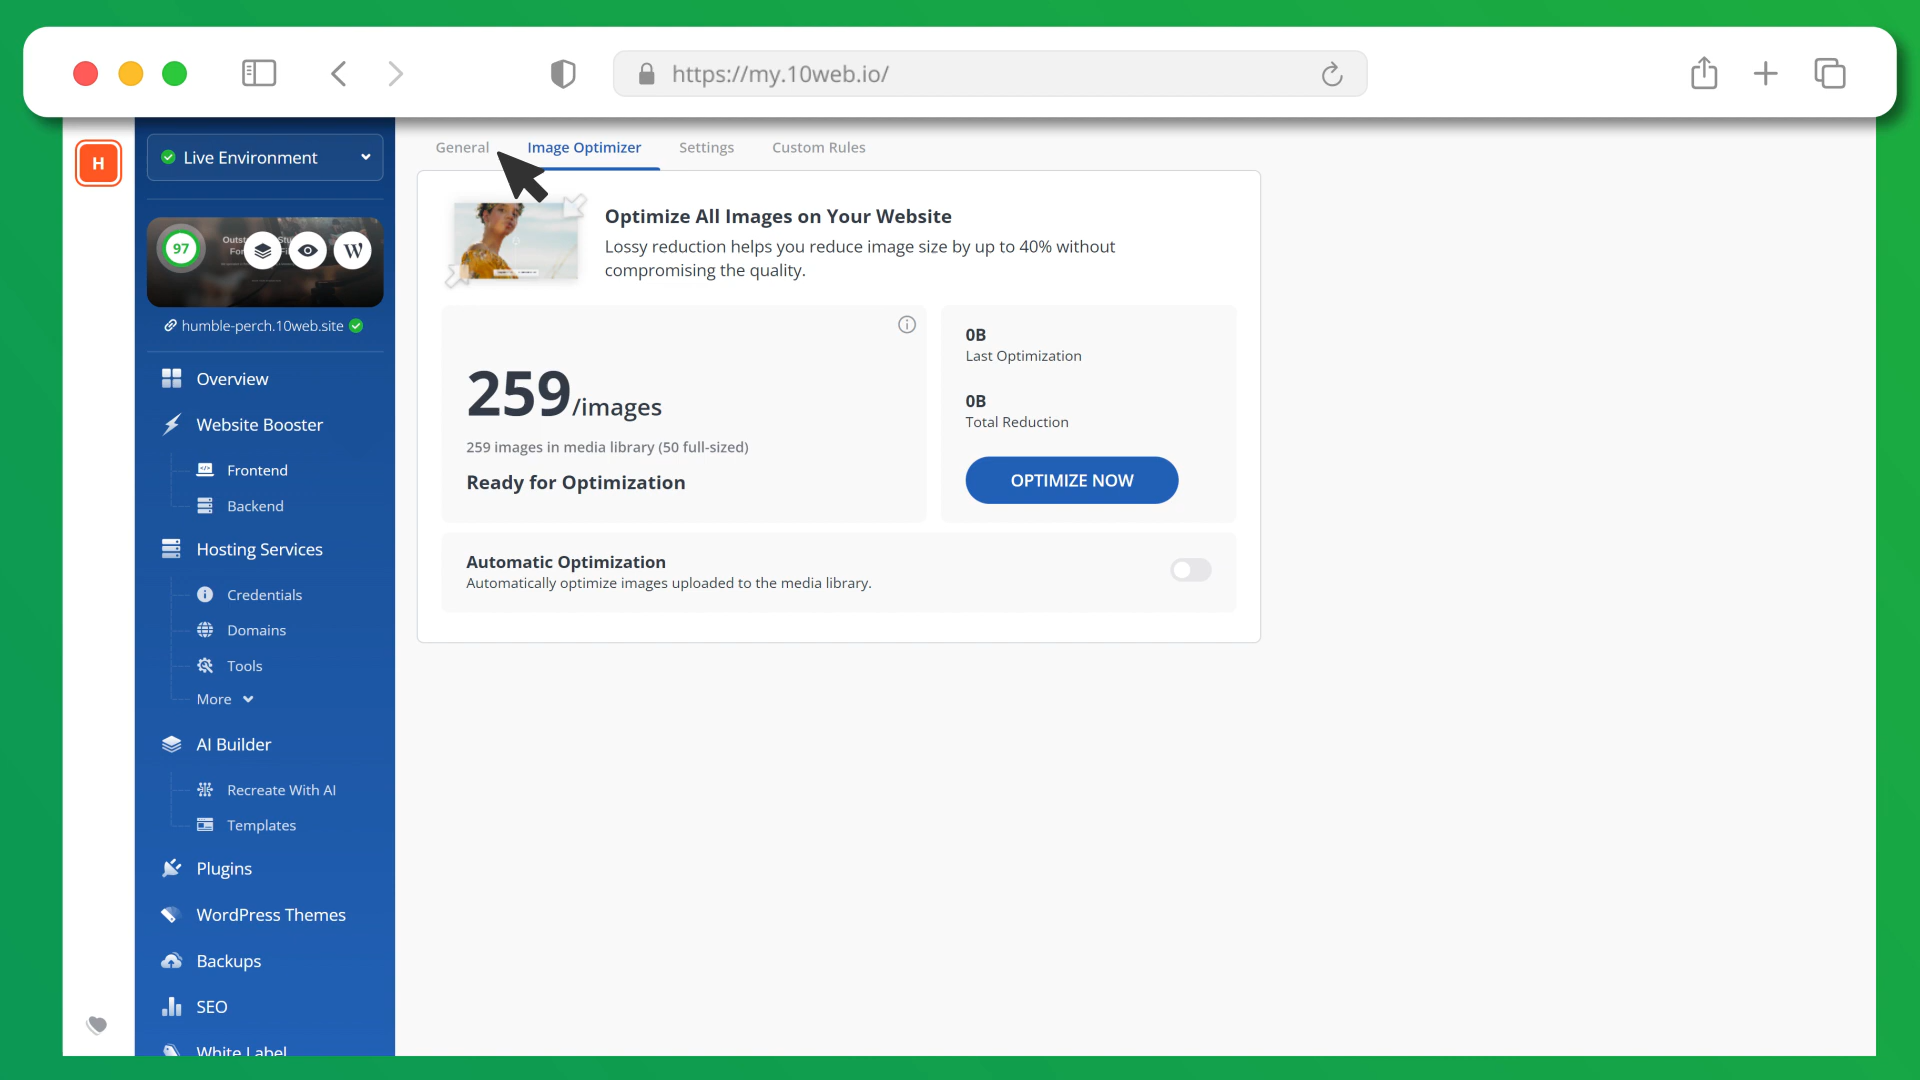 https://my.10web.io/
H
Live Environment
97
W
humble-perch.10web.site
Overview
Website Booster
Frontend
Backend
Hosting Services
Credentials
Domains
Tools
More
AI Builder
Recreate With AI
Templates
Plugins
WordPress Themes
Backups
SEO
White Label
General Image Optimizer Settings Custom Rules
Optimize All Images on Your Website
Lossy reduction helps you reduce image size by up to 40% without
compromising the quality.
259/images
259 images in media library (50 full-sized)
Ready for Optimization
0B
Last Optimization
0B
Total Reduction
OPTIMIZE NOW
Automatic Optimization
Automatically optimize images uploaded to the media library.